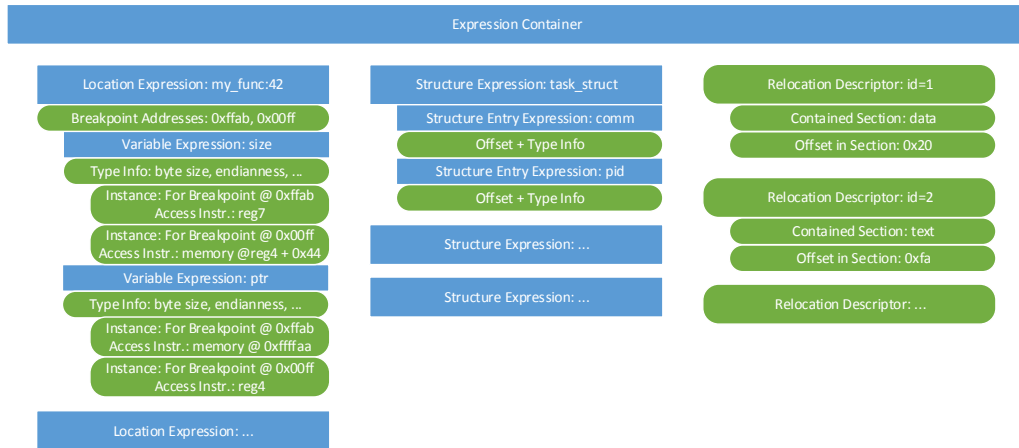 Expression Container
Location Expression: my_func:42
Breakpoint Addresses: 0xffab, 0x00ff
Variable Expression: size
Type Info: byte size, endianness, ...
Instance: For Breakpoint @ 0xffab
Access Instr.: reg7
Instance: For Breakpoint @ 0x00ff
Access Instr.: memory @reg4 + 0x44
Variable Expression: ptr
Type Info: byte size, endianness, ...
Instance: For Breakpoint @ 0xffab
Access Instr.: memory @ 0xffffaa
Instance: For Breakpoint @ 0x00ff
Access Instr.: reg4
Location Expression: ...
Structure Expression: task_struct
Structure Entry Expression: comm
Offset + Type Info
Structure Entry Expression: pid
Offset + Type Info
Structure Expression: ...
Structure Expression: ...
Relocation Descriptor: id=1
Contained Section: data
Offset in Section: 0x20
Relocation Descriptor: id=2
Contained Section: text
Offset in Section: 0xfa
Relocation Descriptor: ...